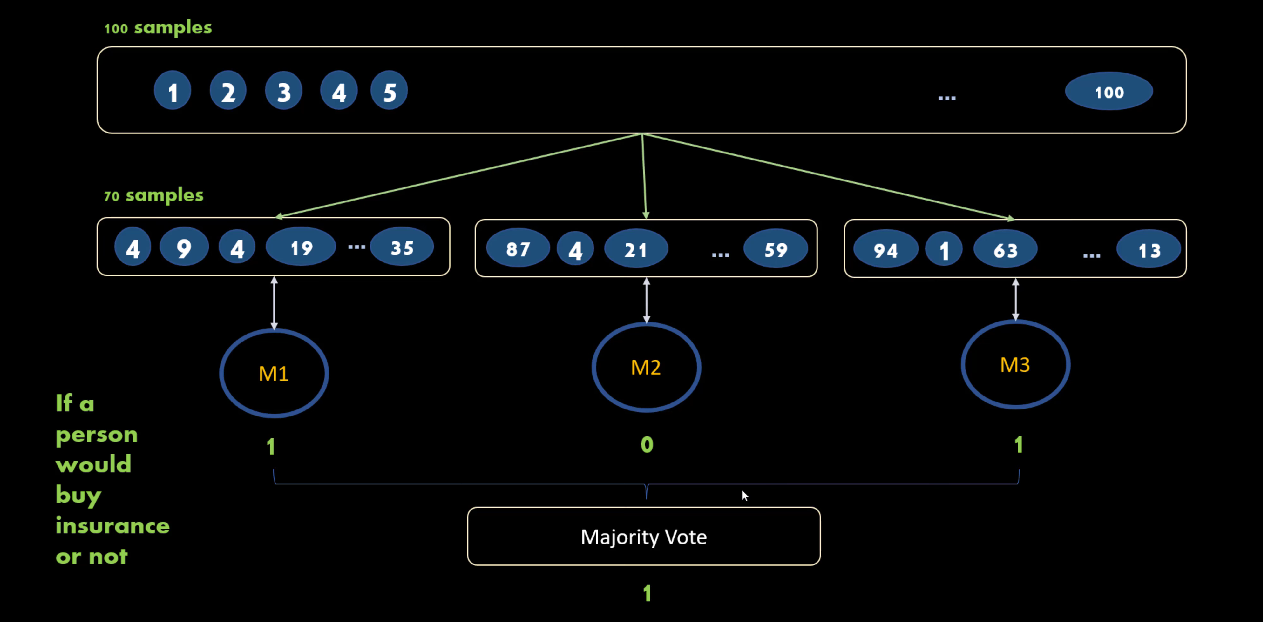 100 samples
1 2 3 4 5 ... 100
70 samples
4 9 4 19 ... 35
87 4 21 ... 59
94 1 63 ... 13
M1
M2
M3
If a
person
would
buy
insurance
or not
1
0
1
Majority Vote
1